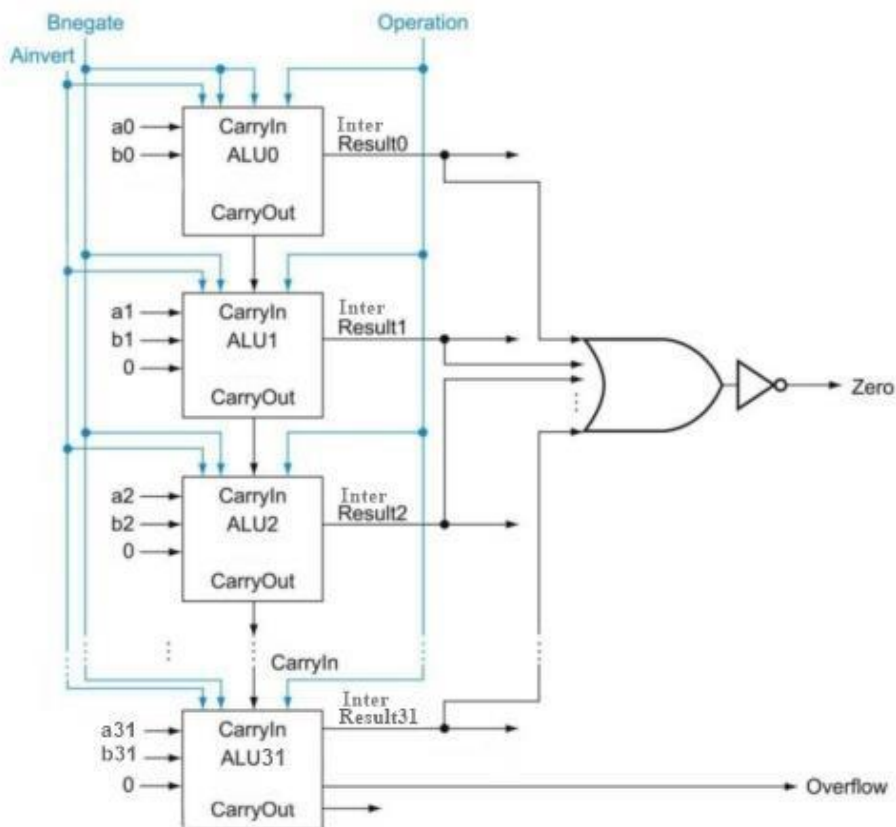 Bnegate
Operation
Ainvert
a0
b0
CarryIn
ALU0
CarryOut
Inter
Result0
a1
b1
0
CarryIn
ALU1
CarryOut
Inter
Result1
Zero
a2
b2
0
CarryIn
ALU2
CarryOut
Inter
Result2
CarryIn
a31
b31
0
CarryIn
ALU31
CarryOut
Inter
Result31
Overflow